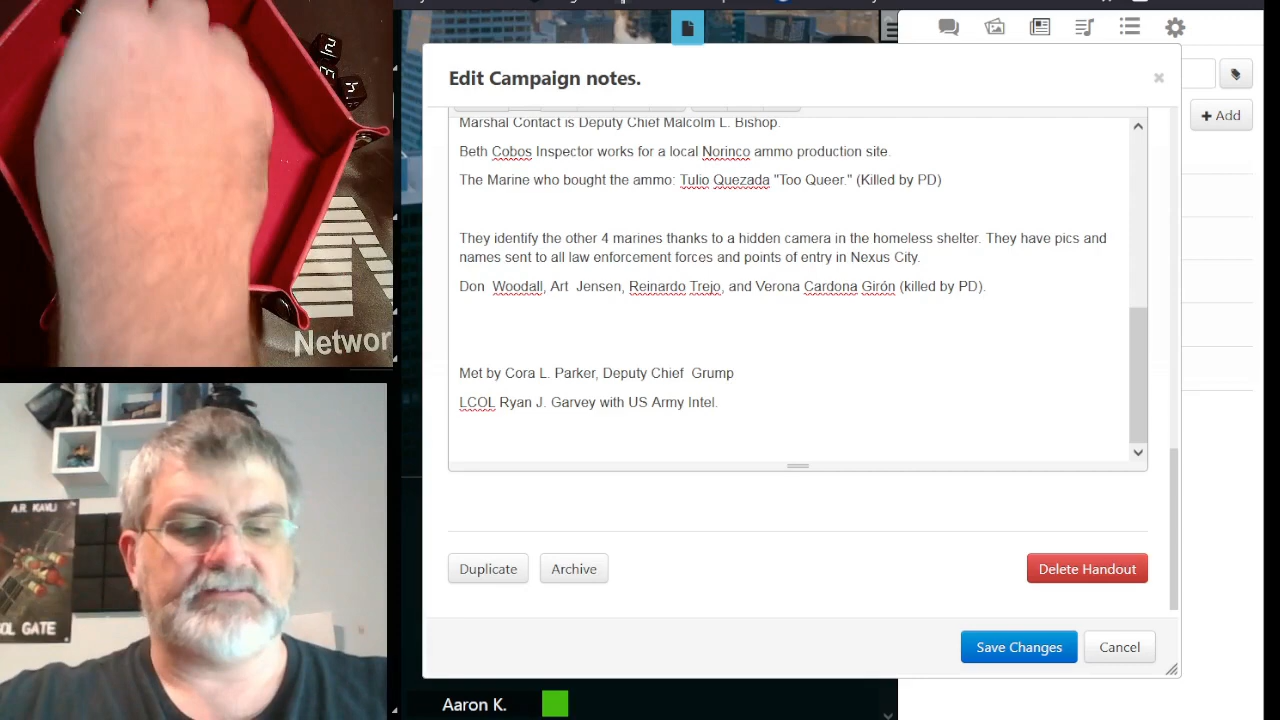 Edit Campaign notes.
×
Add
Marshal Contact is Deputy Chief Malcolm L. Bishop.
Beth Cobos Inspector works for a local Norinco ammo production site.
The Marine who bought the ammo: Tulio Quezada "Too Queer." (Killed by PD)
They identify the other 4 marines thanks to a hidden camera in the homeless shelter. They have pics and
names sent to all law enforcement forces and points of entry in Nexus City.
Don Woodall, Art Jensen, Reinardo Trejo, and Verona Cardona Girón (killed by PD).
Met by Cora L. Parker, Deputy Chief Grump
LCOL Ryan J. Garvey with US Army Intel.
Duplicate
Archive
Delete Handout
Save Changes
Cancel
Networ
A.R. KAVLI
OL GATE
Aaron K.